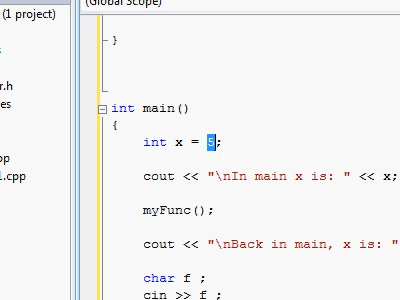 (Global Scope)
(1 project)
}
r.h
es
int main()
{
int x = 5;
cout << "\nIn main x is: " << x;
pp
l.cpp
myFunc();
cout << "\nBack in main, x is: "
char f ;
cin >> f ;